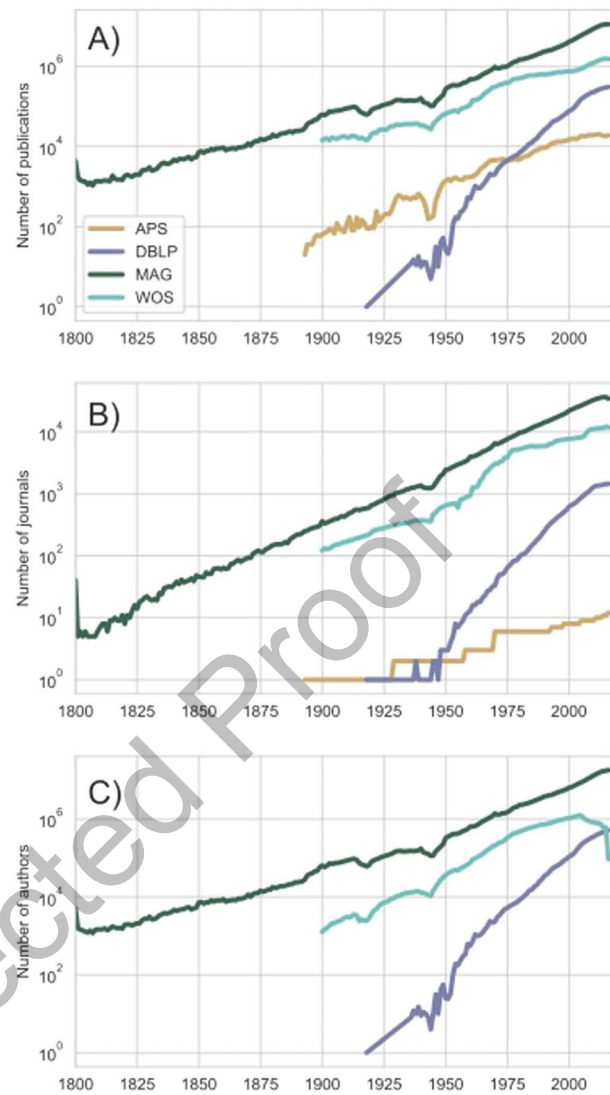 A)
Number of publications
10^6
10^4
10^2
10^0
APS
DBLP
MAG
WOS
1800 1825 1850 1875 1900 1925 1950 1975 2000
B)
Number of journals
10^4
10^3
10^2
10^1
10^0
1800 1825 1850 1875 1900 1925 1950 1975 2000
C)
Number of authors
10^6
10^4
10^2
10^0
1800 1825 1850 1875 1900 1925 1950 1975 2000
ected Proof